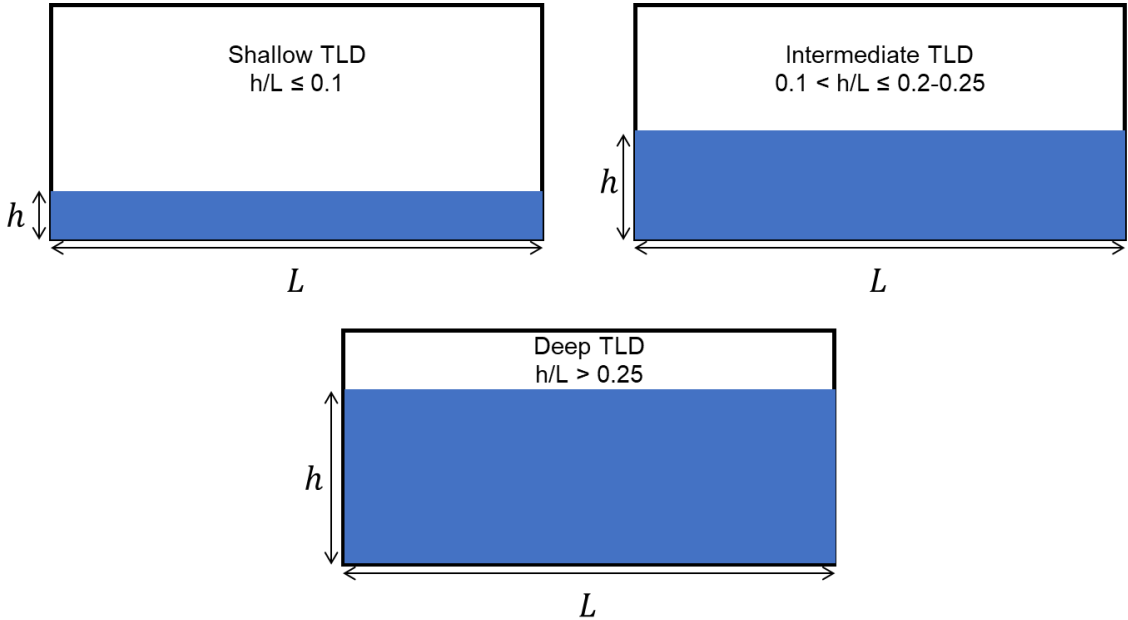 Shallow TLD
h/L ≤ 0.1
h
L
Intermediate TLD
0.1 < h/L ≤ 0.2-0.25
h
L
Deep TLD
h/L > 0.25
h
L